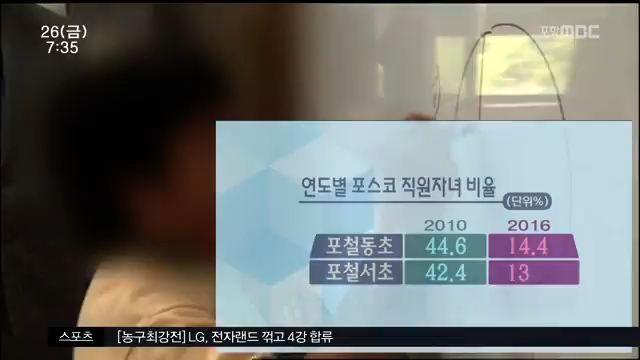 26(금)
7:35
포항MBC
연도별 포스코 직원자녀 비율
(단위%)
2010 2016
포철동초 44.6 14.4
포철서초 42.4 13
스포츠 [농구최강전] LG, 전자랜드 꺾고 4강 합류